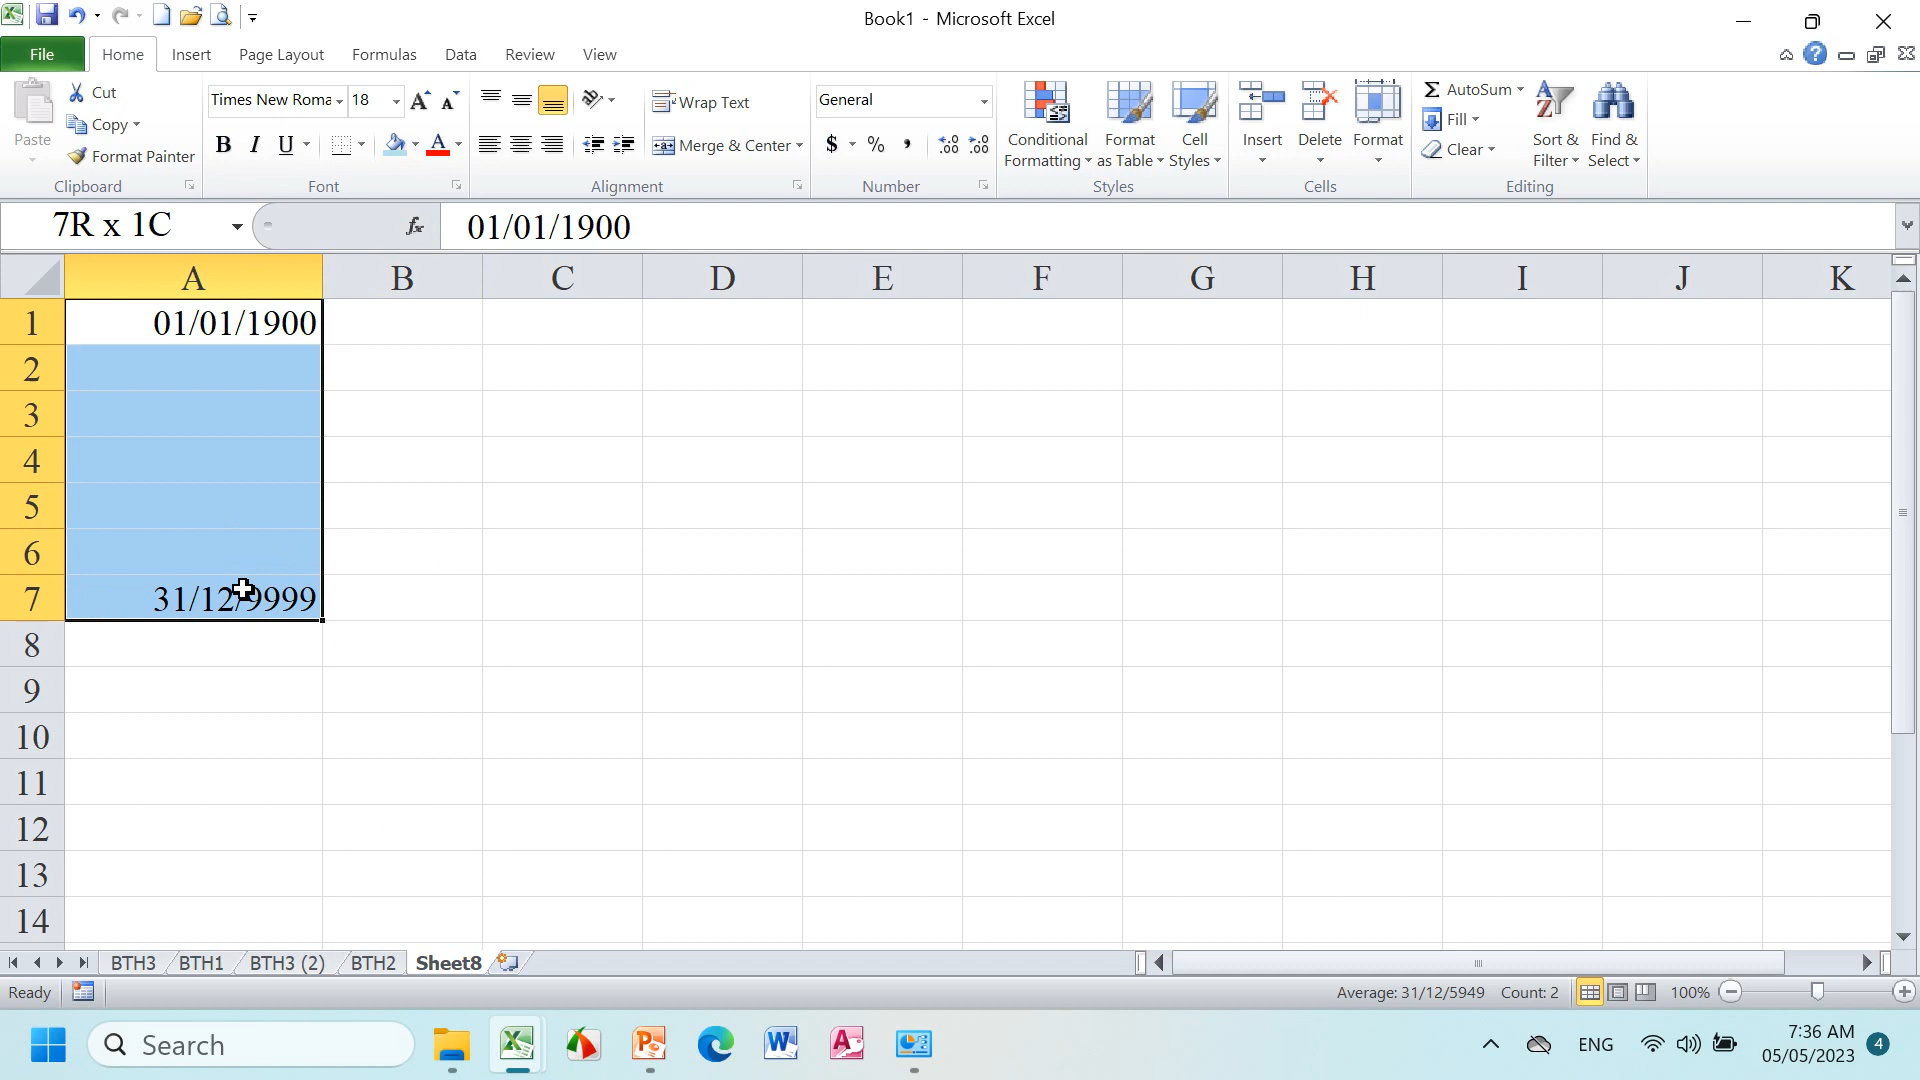 Book1 - Microsoft Excel
File Home Insert Page Layout Formulas Data Review View
Paste
Cut
Copy
Format Painter
Clipboard
Times New Roma 18
B I U
Font
Wrap Text
Merge & Center
Alignment
General
$ % ,
Number
Conditional Formatting
Format as Table
Cell Styles
Styles
Insert Delete Format
Cells
AutoSum
Fill
Clear
Sort & Filter
Find & Select
Editing
7R x 1C fx 01/01/1900
A B C D E F G H I J K
1 01/01/1900
2
3
4
5
6
7 31/12/9999
8
9
10
11
12
13
14
BTH3 BTH1 BTH3 (2) BTH2 Sheet8
Ready Average: 31/12/5949 Count: 2 100%
Search ENG 7:36 AM 4
05/05/2023